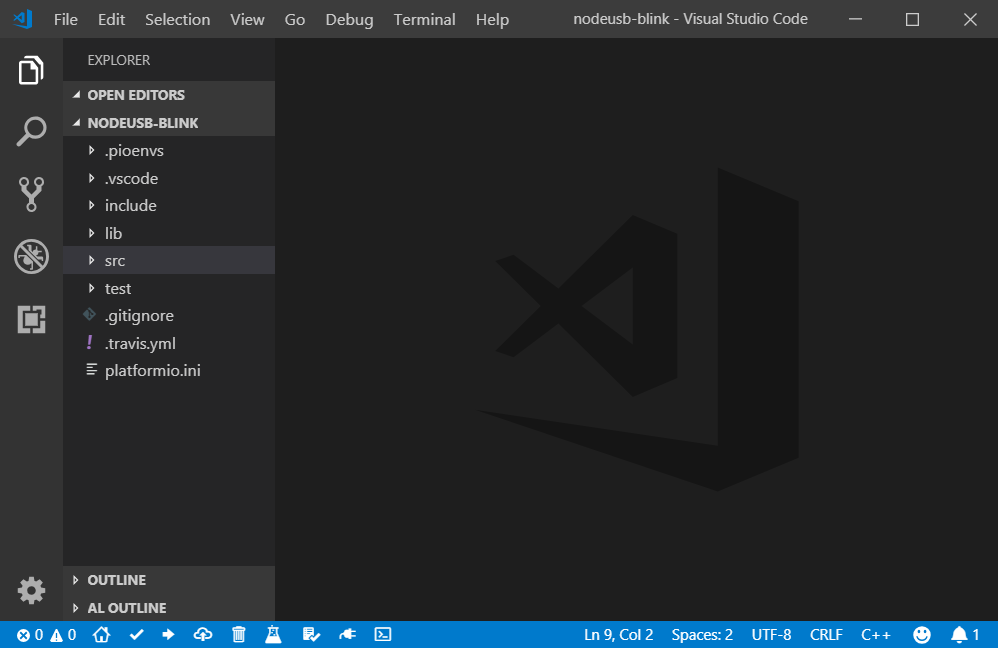 File Edit Selection View Go Debug Terminal Help nodeusb-blink - Visual Studio Code
EXPLORER
OPEN EDITORS
NODEUSB-BLINK
.pioenvs
.vscode
include
lib
src
test
.gitignore
.travis.yml
platformio.ini
OUTLINE
AL OUTLINE
0 0 Ln 9, Col 2 Spaces: 2 UTF-8 CRLF C++ 1